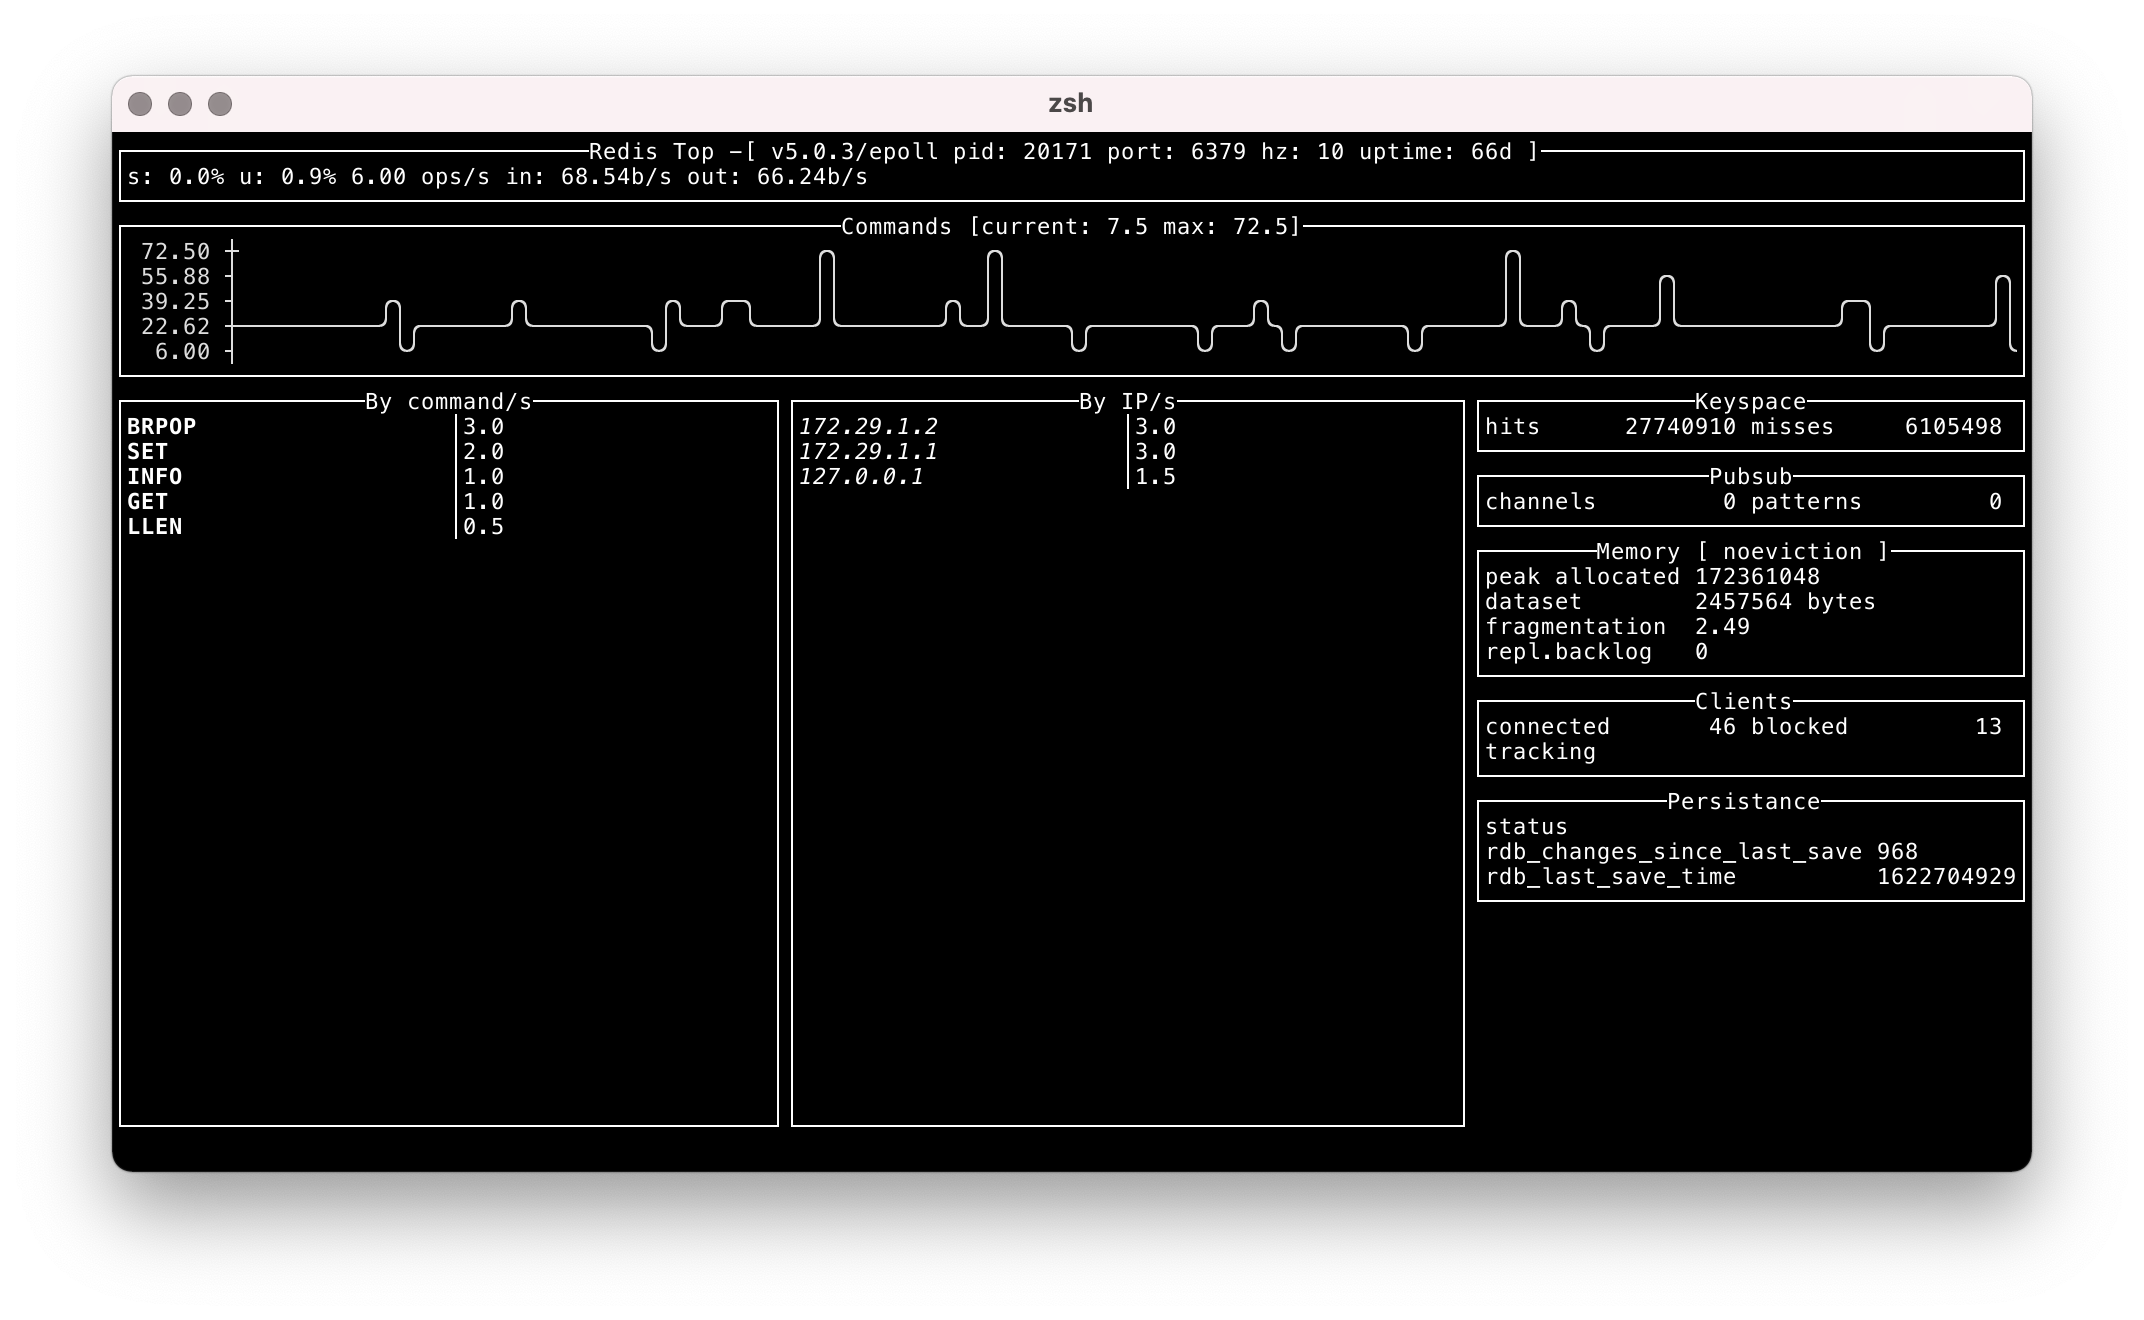 zsh
Redis Top —[ v5.0.3/epoll pid: 20171 port: 6379 hz: 10 uptime: 66d ]
s: 0.0% u: 0.9% 6.00 ops/s in: 68.54b/s out: 66.24b/s
Commands [current: 7.5 max: 72.5]
72.50
55.88
39.25
22.62
6.00
By command/s
BRPOP 3.0
SET 2.0
INFO 1.0
GET 1.0
LLEN 0.5
By IP/s
172.29.1.2 3.0
172.29.1.1 3.0
127.0.0.1 1.5
Keyspace
hits 27740910 misses 6105498
Pubsub
channels 0 patterns 0
Memory [ noeviction ]
peak allocated 172361048
dataset 2457564 bytes
fragmentation 2.49
repl.backlog 0
Clients
connected 46 blocked 13
tracking
Persistance
status
rdb_changes_since_last_save 968
rdb_last_save_time 1622704929